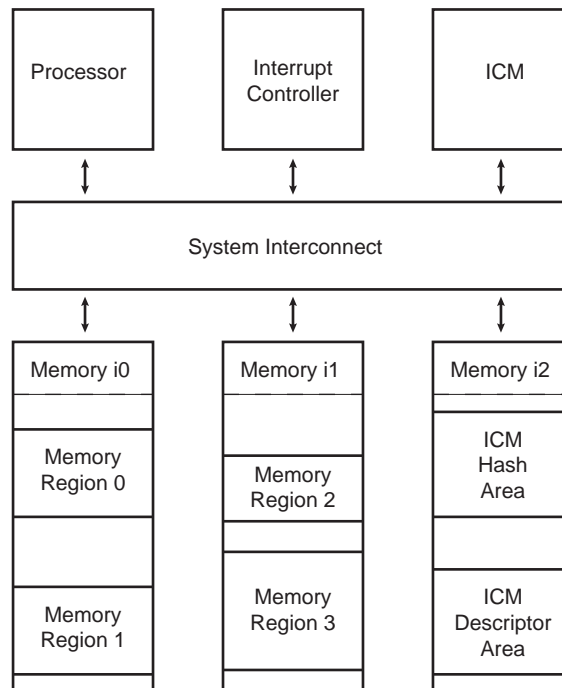 Processor
Interrupt
Controller
ICM
System Interconnect
Memory i0
Memory i1
Memory i2
Memory
Region 0
Memory
Region 2
ICM
Hash
Area
Memory
Region 1
Memory
Region 3
ICM
Descriptor
Area